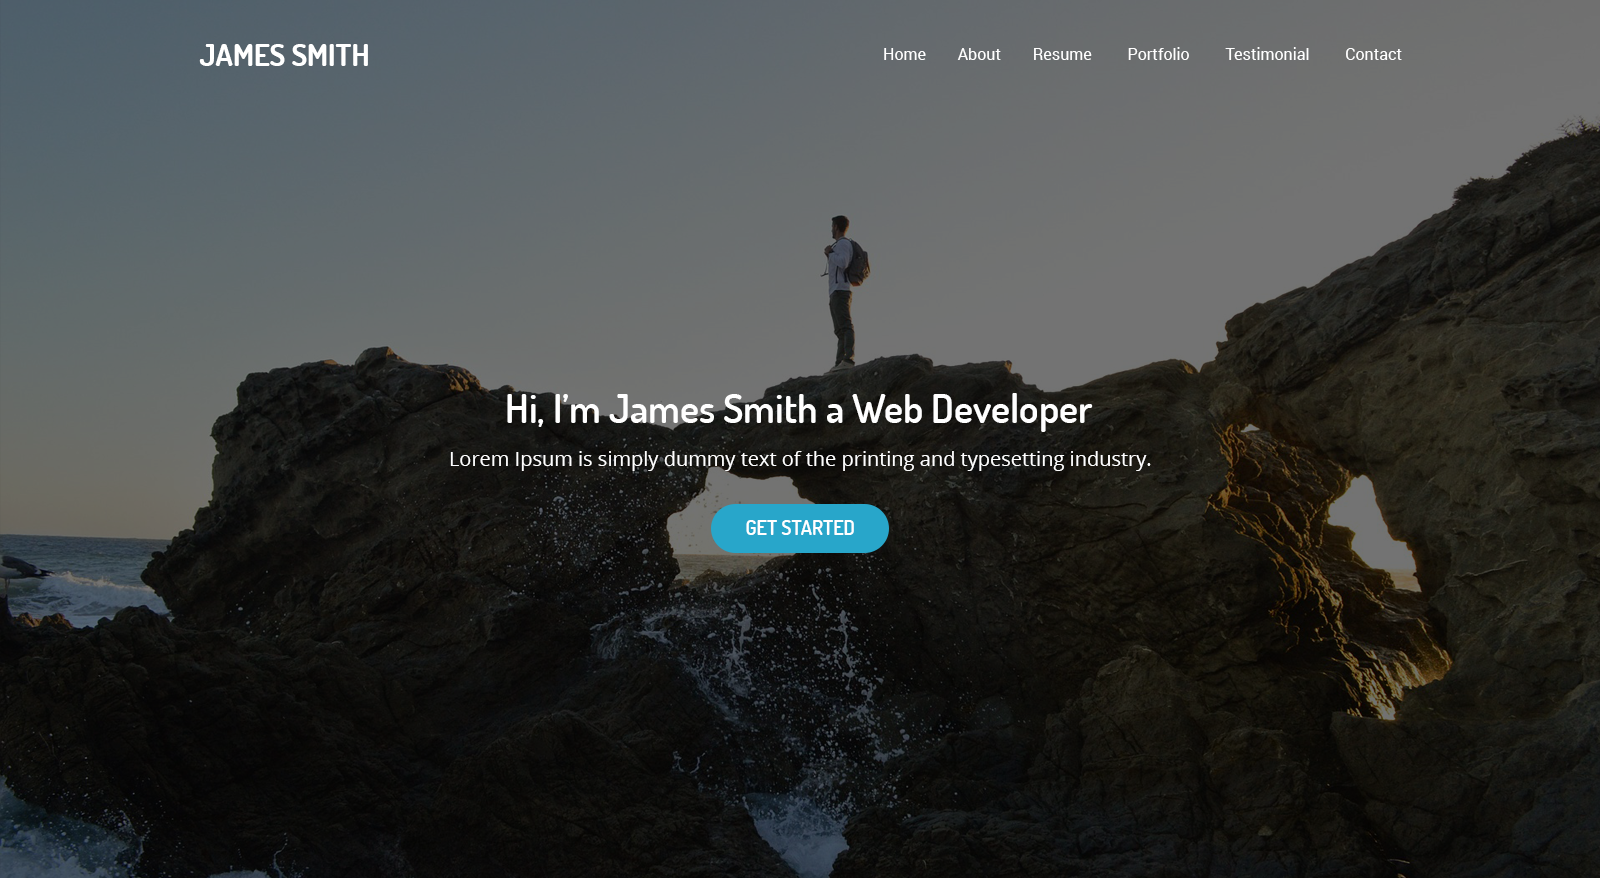 JAMES SMITH
Home About Resume Portfolio Testimonial Contact
Hi, I’m James Smith a Web Developer
Lorem Ipsum is simply dummy text of the printing and typesetting industry.
GET STARTED